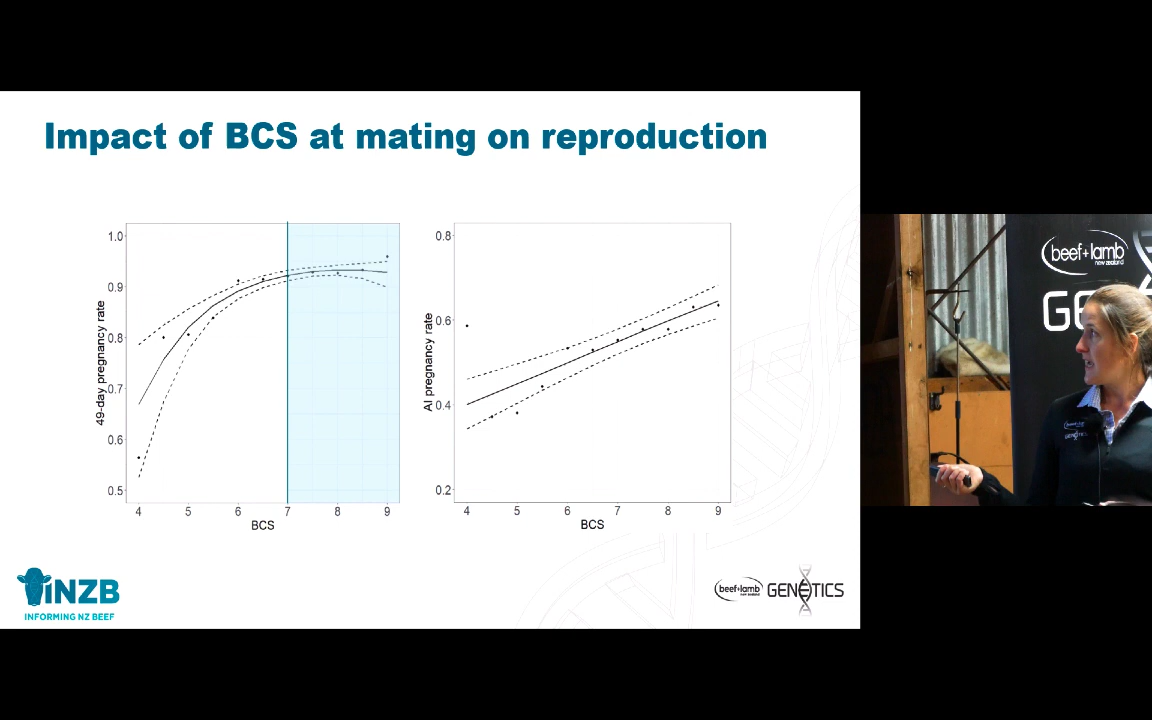 Impact of BCS at mating on reproduction
49-day pregnancy rate
1.0
0.9
0.8
0.7
0.6
0.5
4 5 6 7 8 9
BCS
AI pregnancy rate
0.8
0.6
0.4
0.2
4 5 6 7 8 9
BCS
iNZB
INFORMING NZ BEEF
beef+lamb
new zealand
GENETICS
beef+lamb
new zealand
GE
beef+lamb
GENETICS